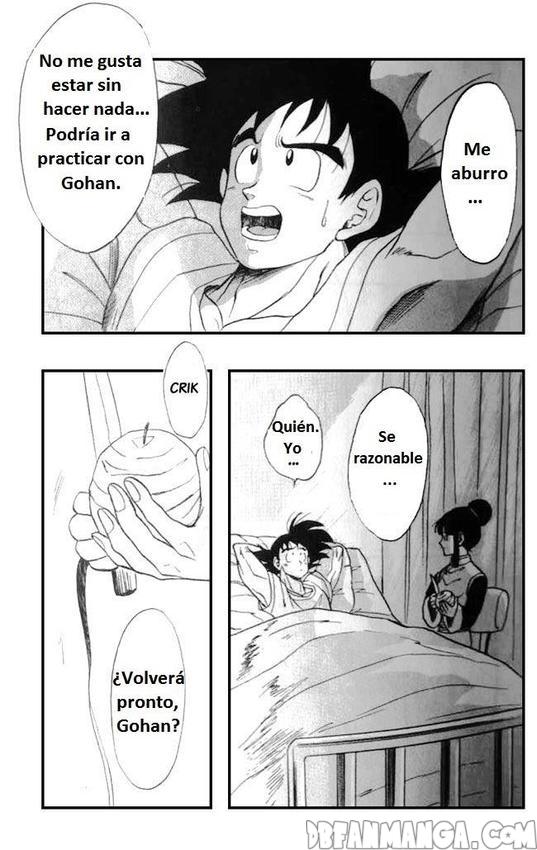 Me
aburro
...
No me gusta
estar sin
hacer nada...
Podría ir a
practicar con
Gohan.
Se
razonable
...
Quién.
Yo
...
CRIK
¿Volverá
pronto,
Gohan?
DBFANMANGA.COM